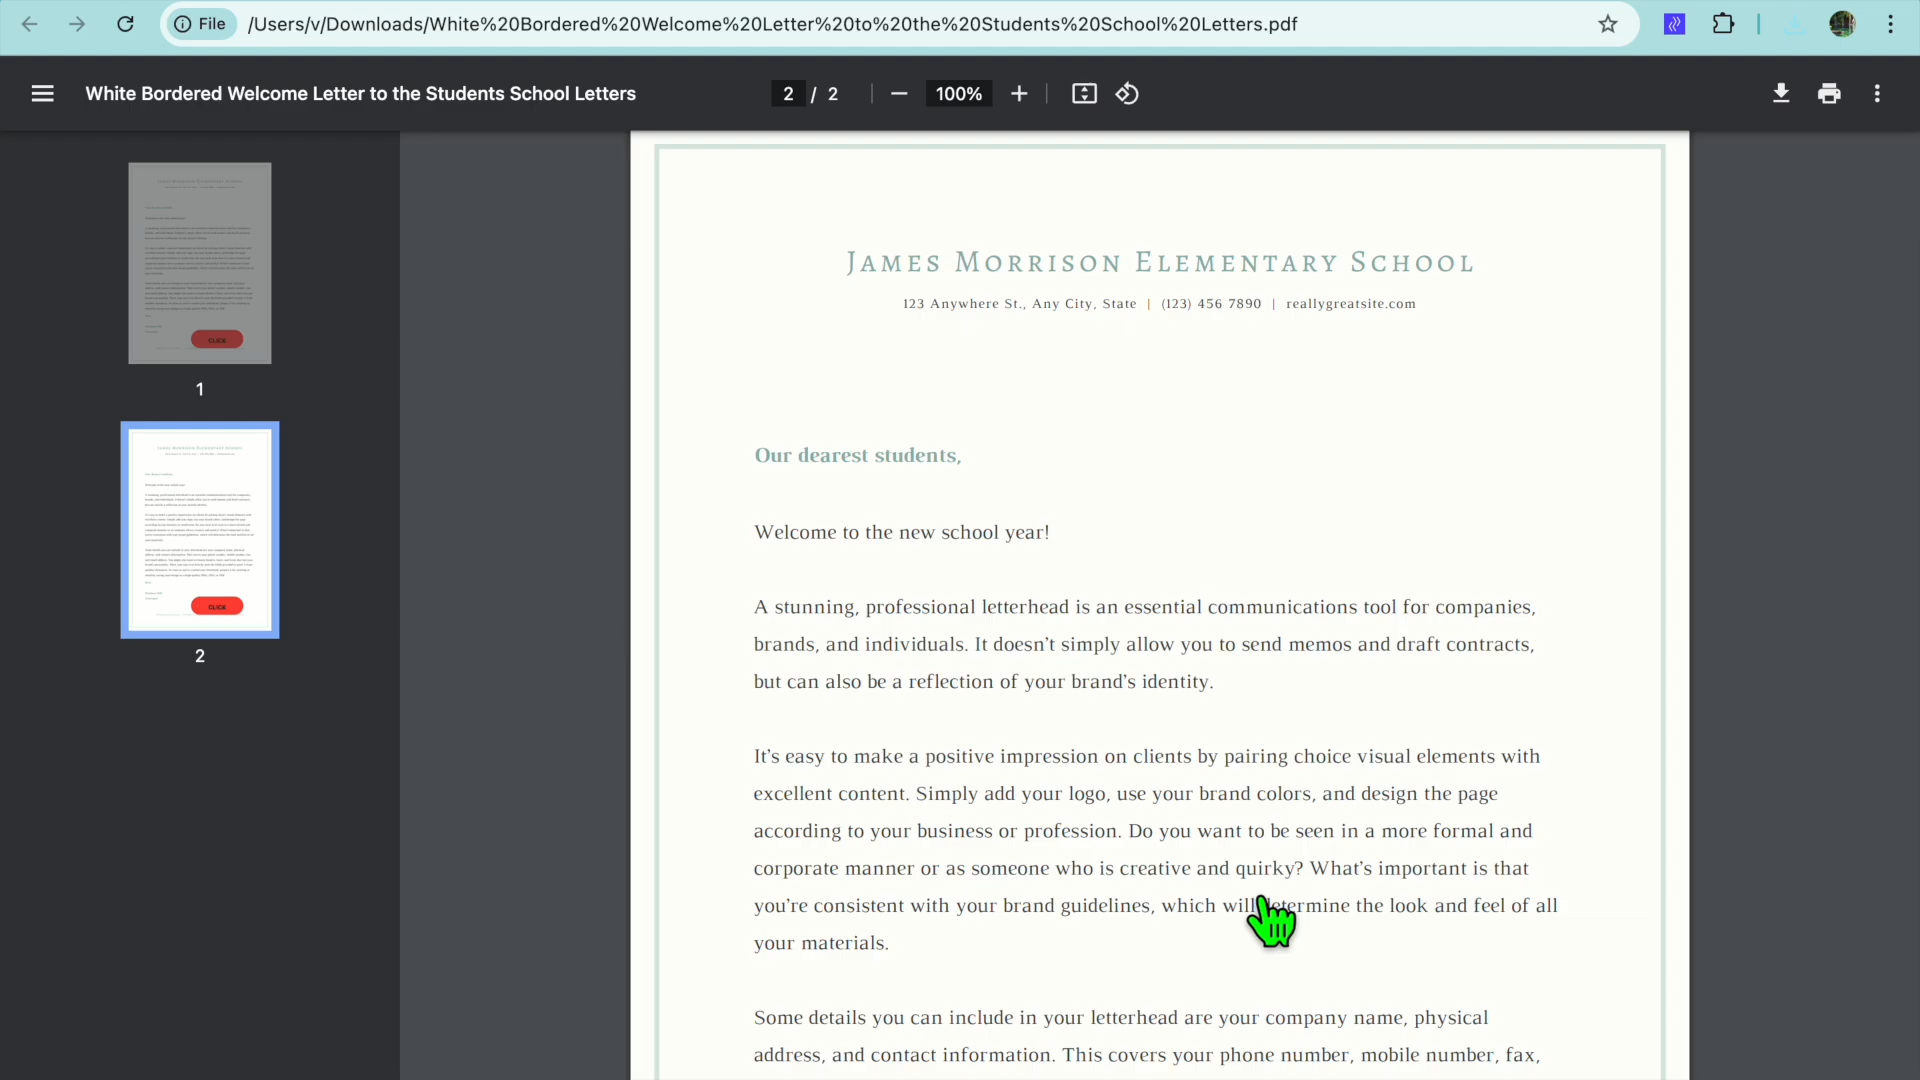 File
/Users/v/Downloads/White%20Bordered%20Welcome%20Letter%20to%20the%20Students%20School%20Letters.pdf
White Bordered Welcome Letter to the Students School Letters
2 / 2
100%
CLICK
1
CLICK
2
James Morrison Elementary School
123 Anywhere St., Any City, State | (123) 456 7890 | reallygreatsite.com
Our dearest students,
Welcome to the new school year!
A stunning, professional letterhead is an essential communications tool for companies,
brands, and individuals. It doesn’t simply allow you to send memos and draft contracts,
but can also be a reflection of your brand’s identity.
It’s easy to make a positive impression on clients by pairing choice visual elements with
excellent content. Simply add your logo, use your brand colors, and design the page
according to your business or profession. Do you want to be seen in a more formal and
corporate manner or as someone who is creative and quirky? What’s important is that
you’re consistent with your brand guidelines, which will determine the look and feel of all
your materials.
Some details you can include in your letterhead are your company name, physical
address, and contact information. This covers your phone number, mobile number, fax,